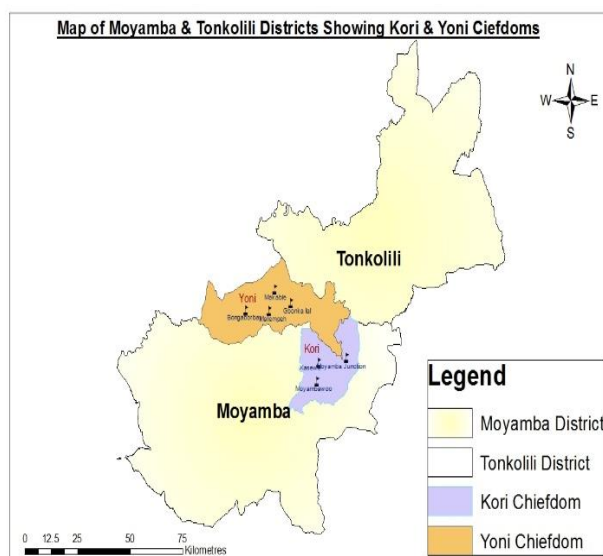 Map of Moyamba & Tonkolili Districts Showing Kori & Yoni Ciefdoms
N
W E
S
Tonkolili
Yoni
Kori
Moyamba Junction
Moyamba
Legend
Moyamba District
Tonkolili District
Kori Chiefdom
Yoni Chiefdom
0 12.5 25 50 75
Kilometres